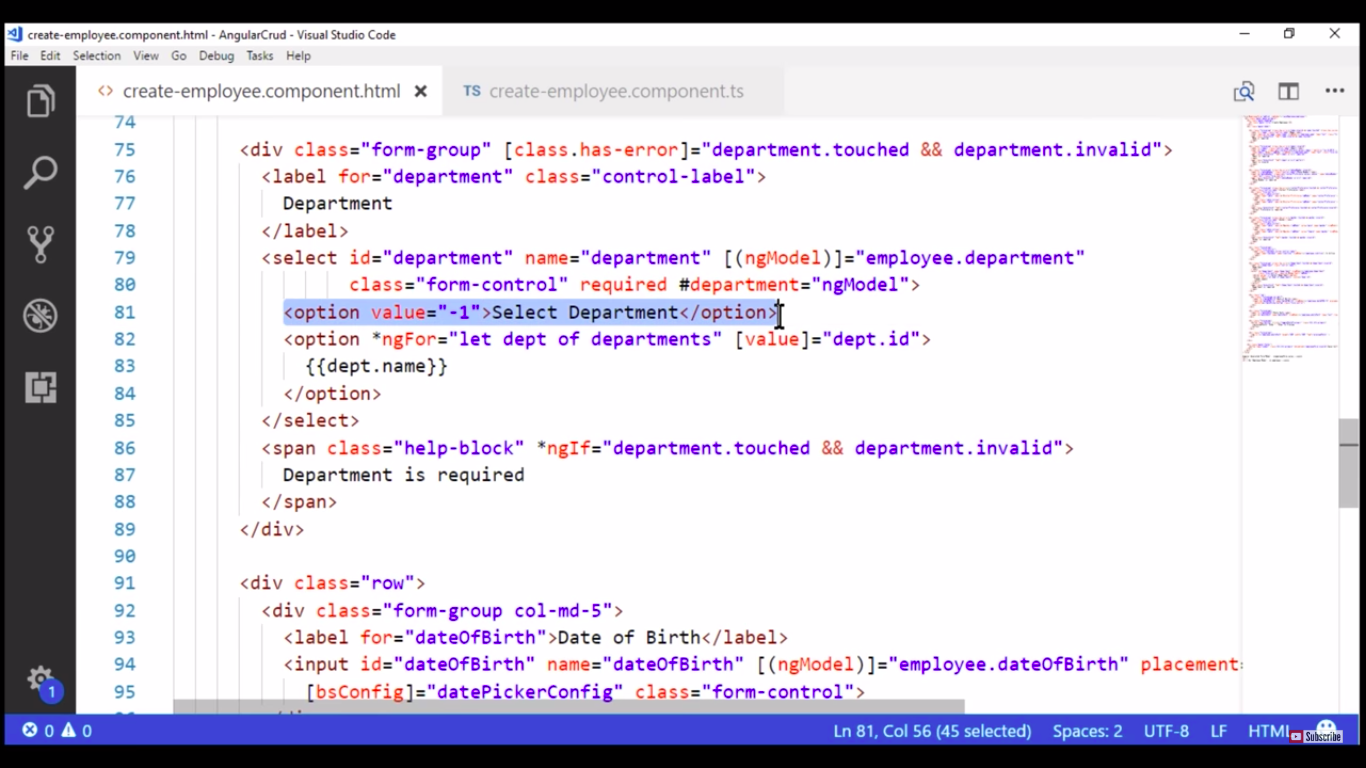 create-employee.component.html - AngularCrud - Visual Studio Code
File Edit Selection View Go Debug Tasks Help
<> create-employee.component.html × TS create-employee.component.ts
74
75 <div class="form-group" [class.has-error]="department.touched && department.invalid">
76 <label for="department" class="control-label">
77 Department
78 </label>
79 <select id="department" name="department" [(ngModel)]="employee.department"
80 class="form-control" required #department="ngModel">
81 <option value="-1">Select Department</option>
82 <option *ngFor="let dept of departments" [value]="dept.id">
83 {{dept.name}}
84 </option>
85 </select>
86 <span class="help-block" *ngIf="department.touched && department.invalid">
87 Department is required
88 </span>
89 </div>
90
91 <div class="row">
92 <div class="form-group col-md-5">
93 <label for="dateOfBirth">Date of Birth</label>
94 <input id="dateOfBirth" name="dateOfBirth" [(ngModel)]="employee.dateOfBirth" placement=
95 [bsConfig]="datePickerConfig" class="form-control">
1
0 0 Ln 81, Col 56 (45 selected) Spaces: 2 UTF-8 LF HTML Subscribe